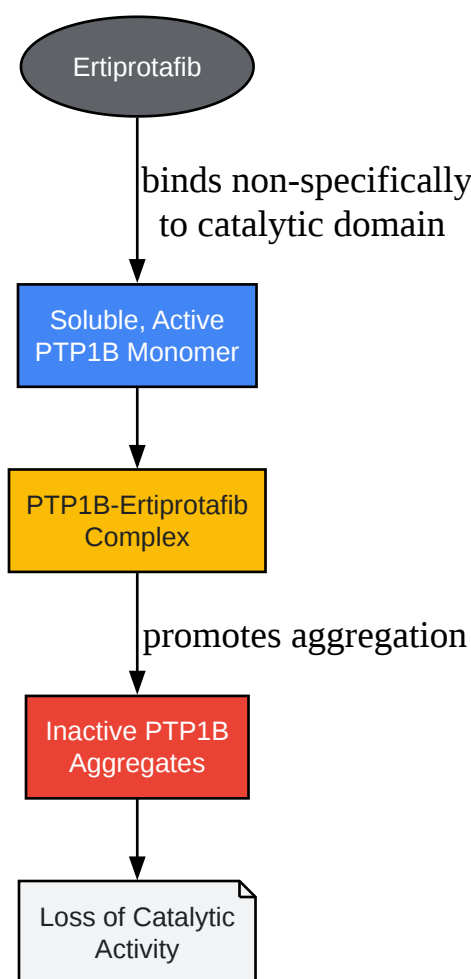 Ertiprotafib
binds non-specifically
to catalytic domain
Soluble, Active
PTP1B Monomer
PTP1B-Ertiprotafib
Complex
promotes aggregation
Inactive PTP1B
Aggregates
Loss of Catalytic
Activity